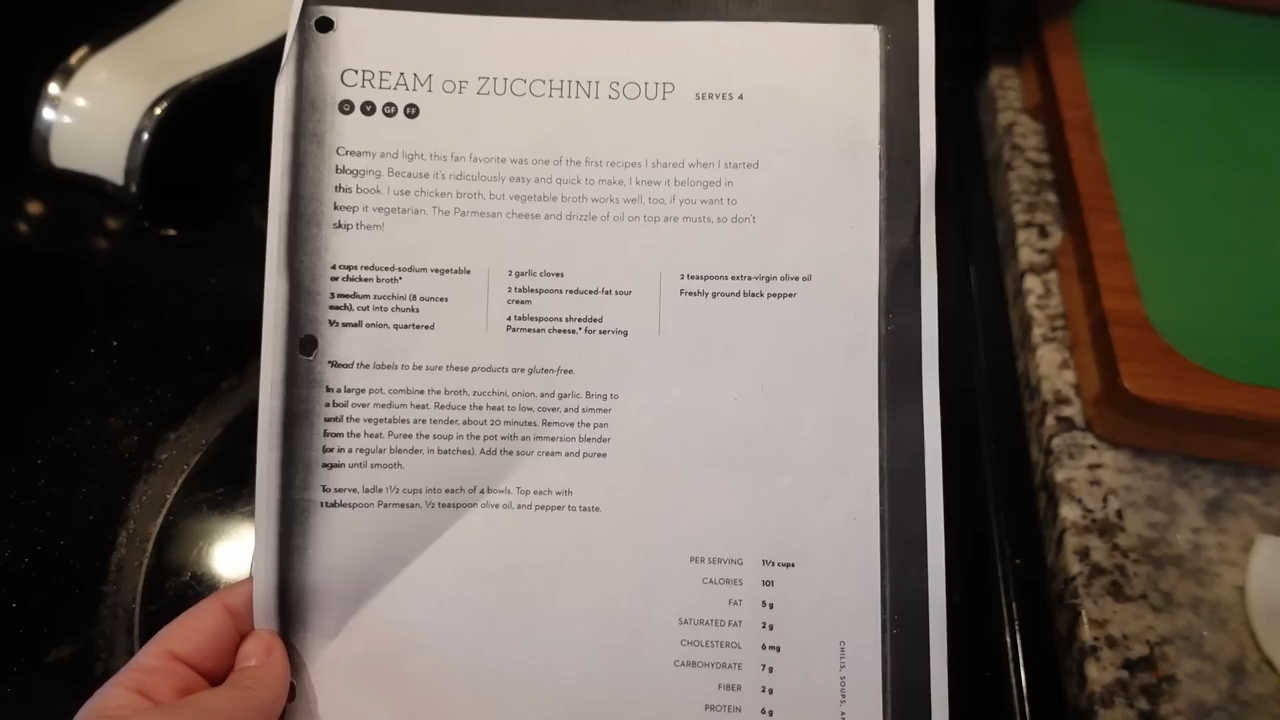 CREAM OF ZUCCHINI SOUP SERVES 4
Q V GF FF
Creamy and light, this fan favorite was one of the first recipes I shared when I started
blogging. Because it's ridiculously easy and quick to make, I knew it belonged in
this book. I use chicken broth, but vegetable broth works well, too, if you want to
keep it vegetarian. The Parmesan cheese and drizzle of oil on top are musts, so don't
skip them!
4 cups reduced-sodium vegetable
or chicken broth*
3 medium zucchini (8 ounces
each), cut into chunks
½ small onion, quartered
2 garlic cloves
2 tablespoons reduced-fat sour
cream
4 tablespoons shredded
Parmesan cheese,* for serving
2 teaspoons extra-virgin olive oil
Freshly ground black pepper
*Read the labels to be sure these products are gluten-free.
In a large pot, combine the broth, zucchini, onion, and garlic. Bring to
a boil over medium heat. Reduce the heat to low, cover, and simmer
until the vegetables are tender, about 20 minutes. Remove the pan
from the heat. Puree the soup in the pot with an immersion blender
(or in a regular blender, in batches). Add the sour cream and puree
again until smooth.
To serve, ladle 1½ cups into each of 4 bowls. Top each with
1 tablespoon Parmesan, ½ teaspoon olive oil, and pepper to taste.
PER SERVING 1½ cups
CALORIES 101
FAT 5 g
SATURATED FAT 2 g
CHOLESTEROL 6 mg
CARBOHYDRATE 7 g
FIBER 2 g
PROTEIN 6 g
CHILIS, SOUPS,